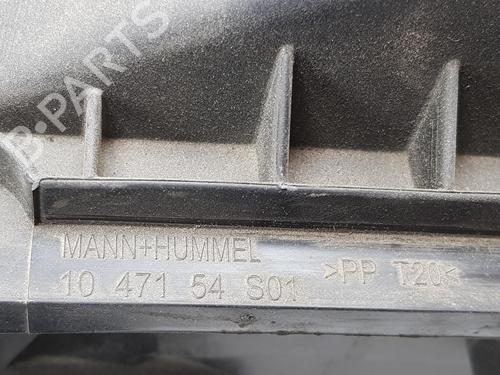 B-PARTS
MANN+HUMMEL
10 471 54 S01
>PP T20<